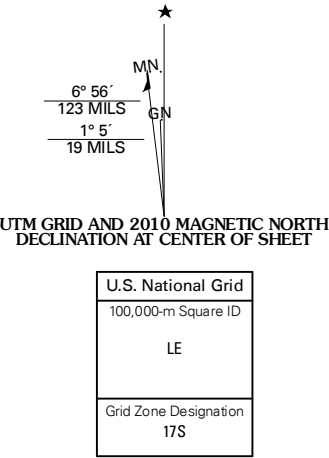 ★
MN.
6° 56´
123 MILS
GN
1° 5´
19 MILS
UTM GRID AND 2010 MAGNETIC NORTH
DECLINATION AT CENTER OF SHEET
U.S. National Grid
100,000-m Square ID
LE
Grid Zone Designation
17S